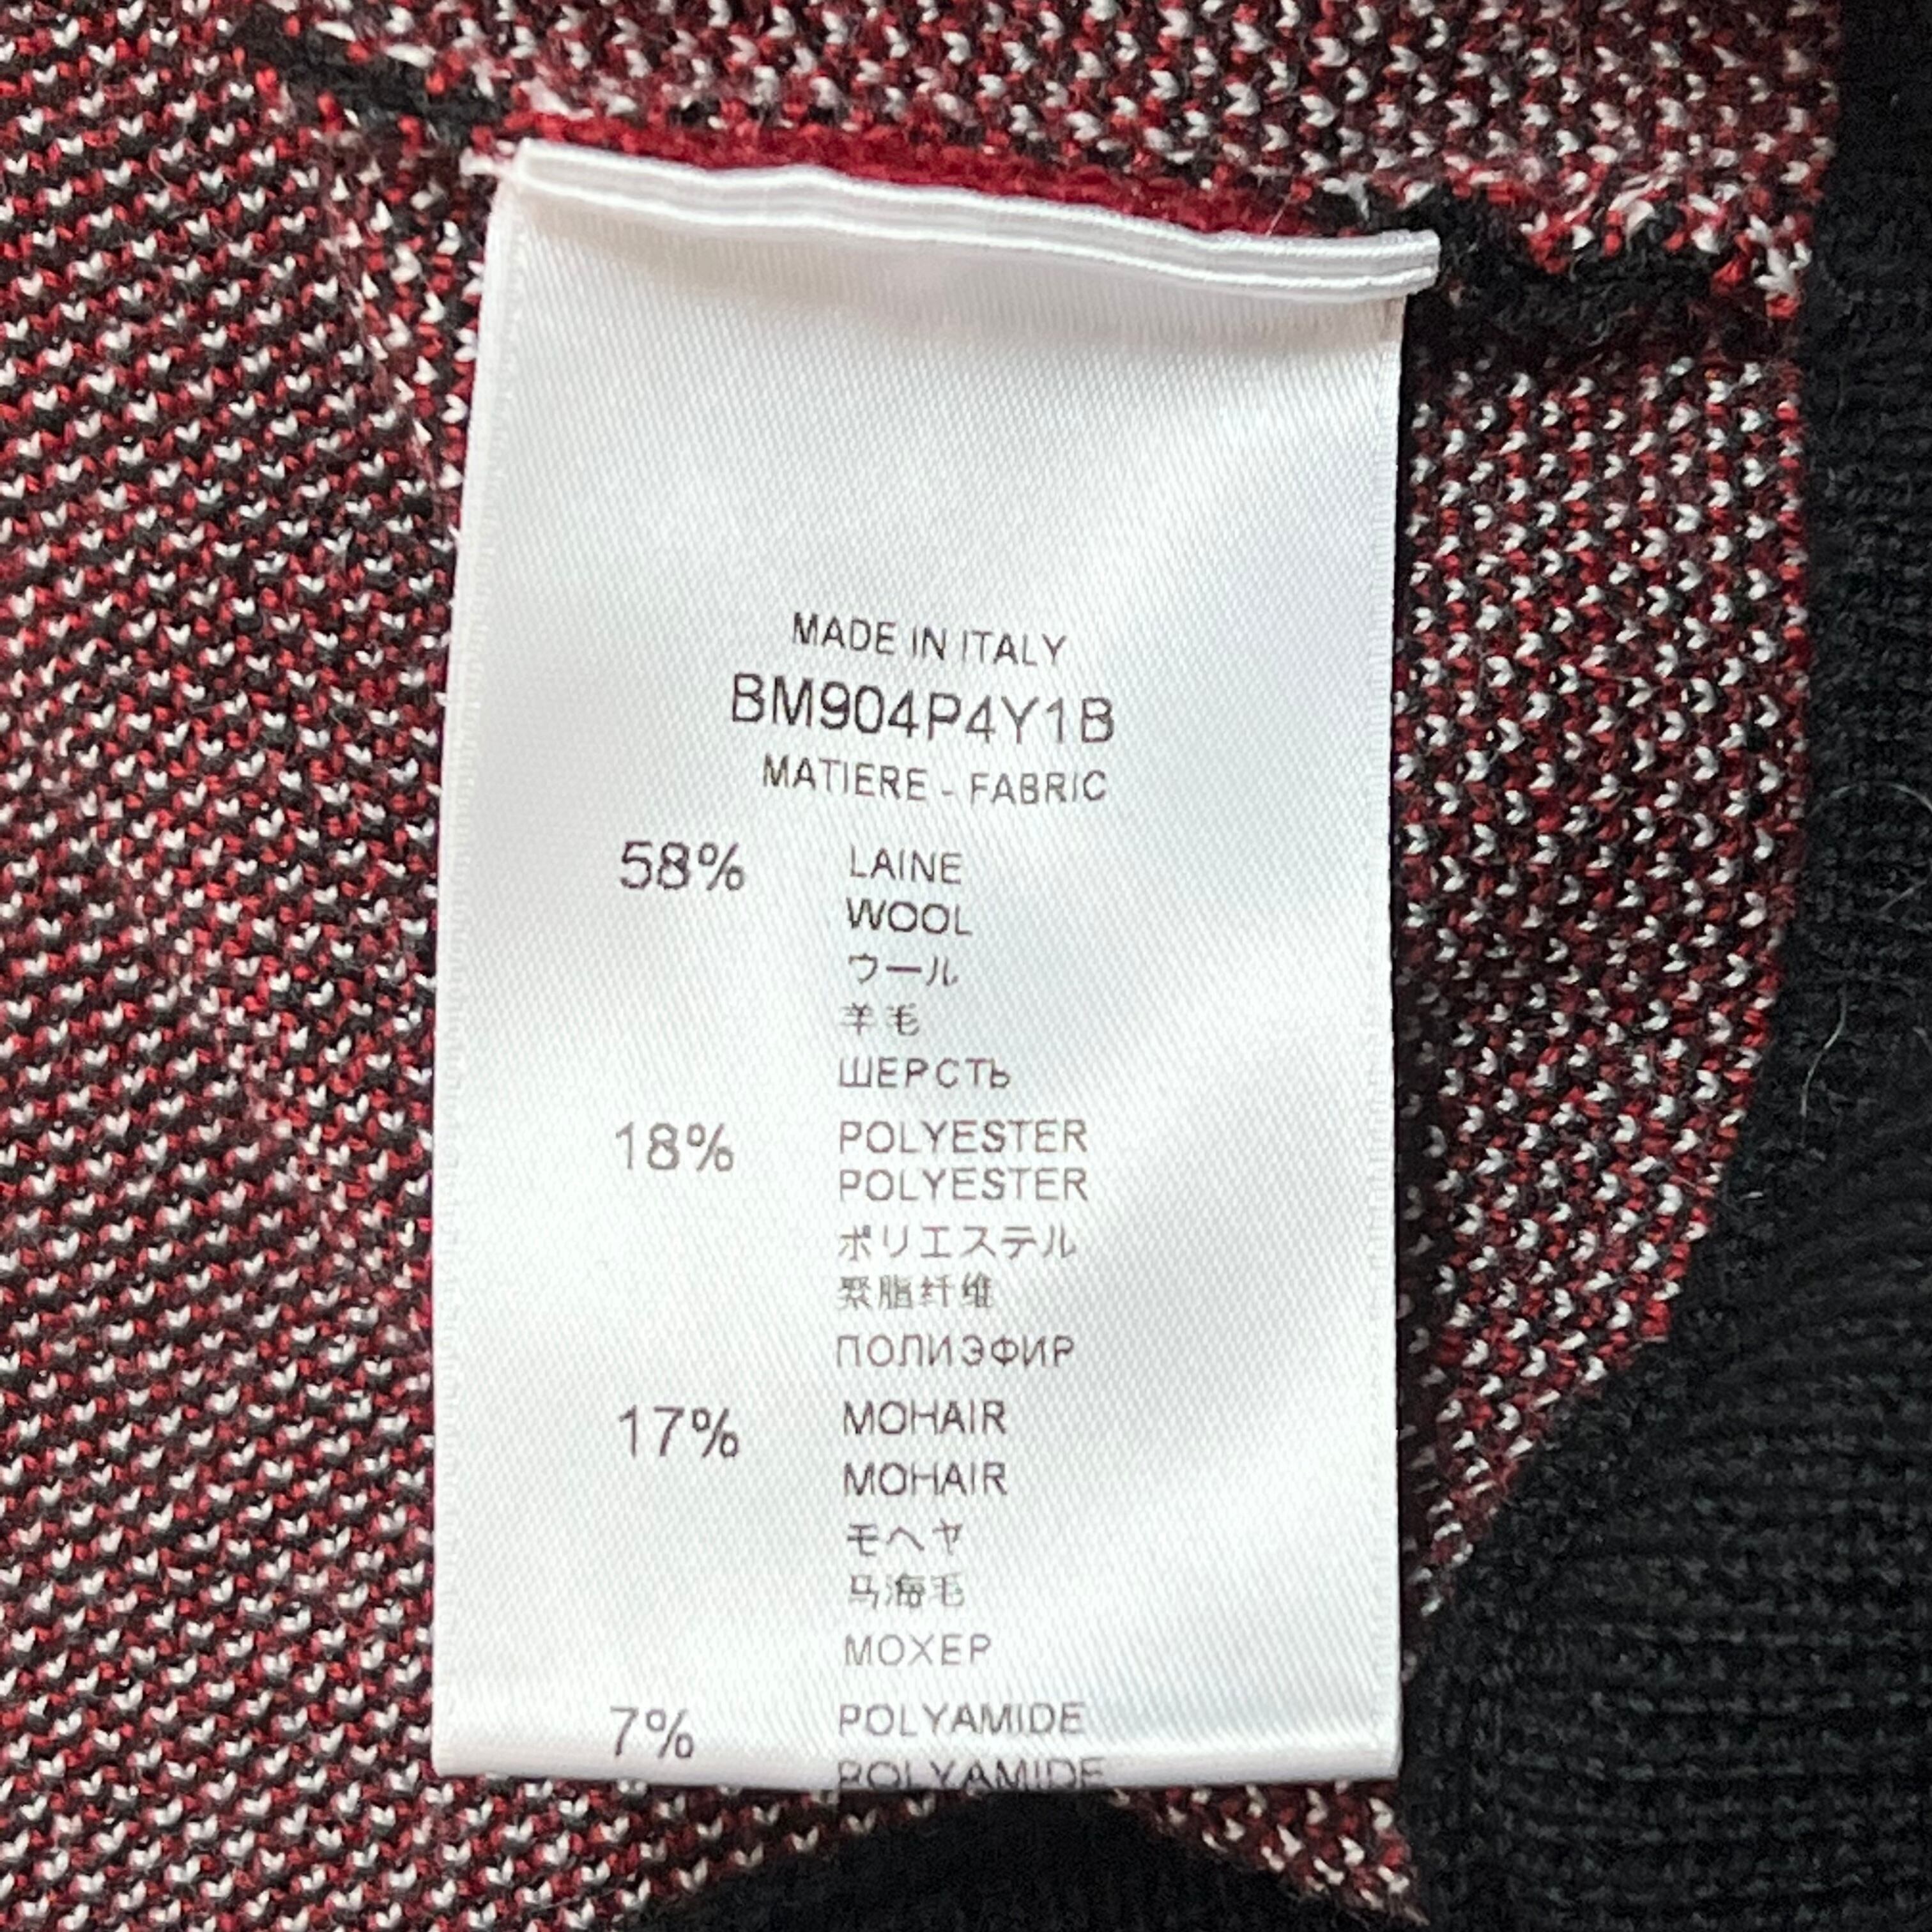 MADE IN ITALY
BM904P4Y1B
MATIERE - FABRIC
58% LAINE
WOOL
ウール
羊毛
ШЕРСТЬ
18% POLYESTER
POLYESTER
ポリエステル
聚脂纤维
ПОЛИЭФИР
17% MOHAIR
MOHAIR
モヘヤ
马海毛
МОХЕР
7% POLYAMIDE
POLYAMIDE